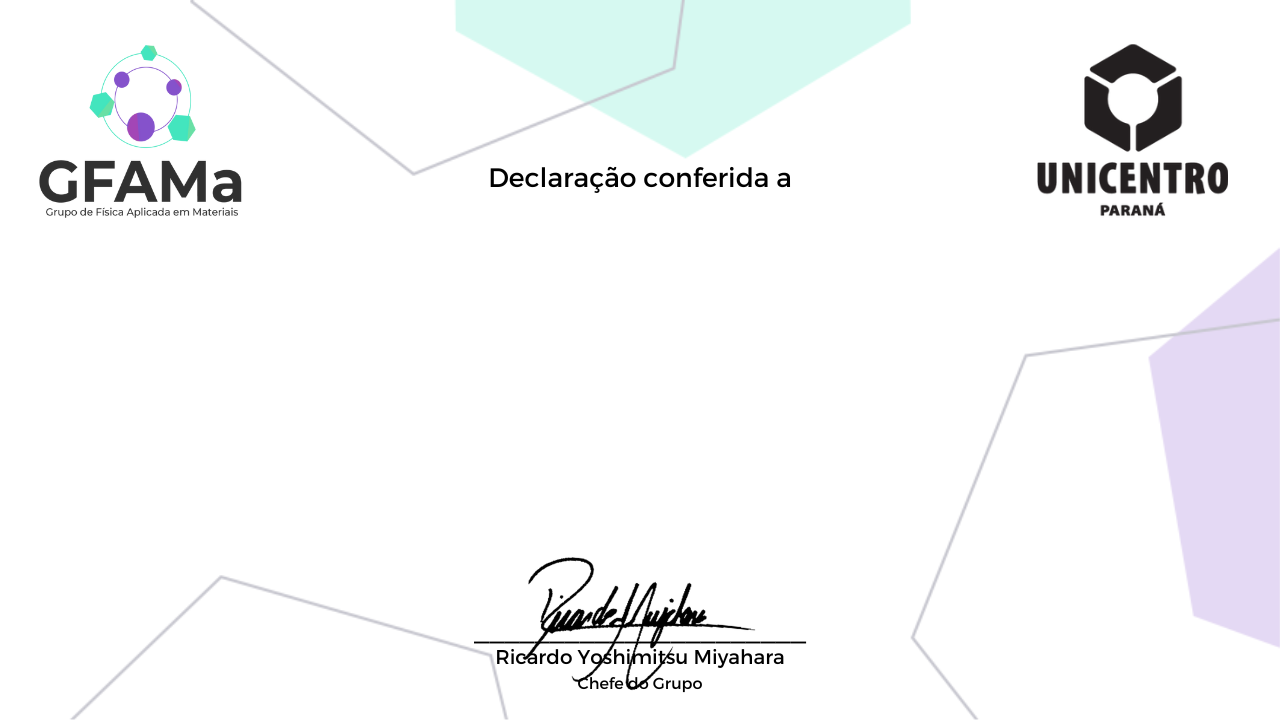 GFAMa
Grupo de Física Aplicada em Materiais
Declaração conferida a
UNICENTRO
PARANÁ
Ricardo Yoshimitsu Miyahara
Chefe do Grupo